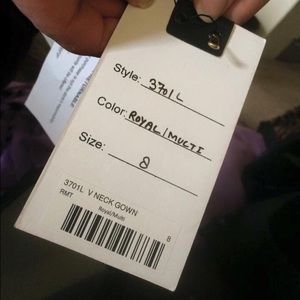 Style: 3701L
Color: ROYAL/MULTI
Size: 8
3701L V NECK GOWN
RMT
Royal/Multi
8